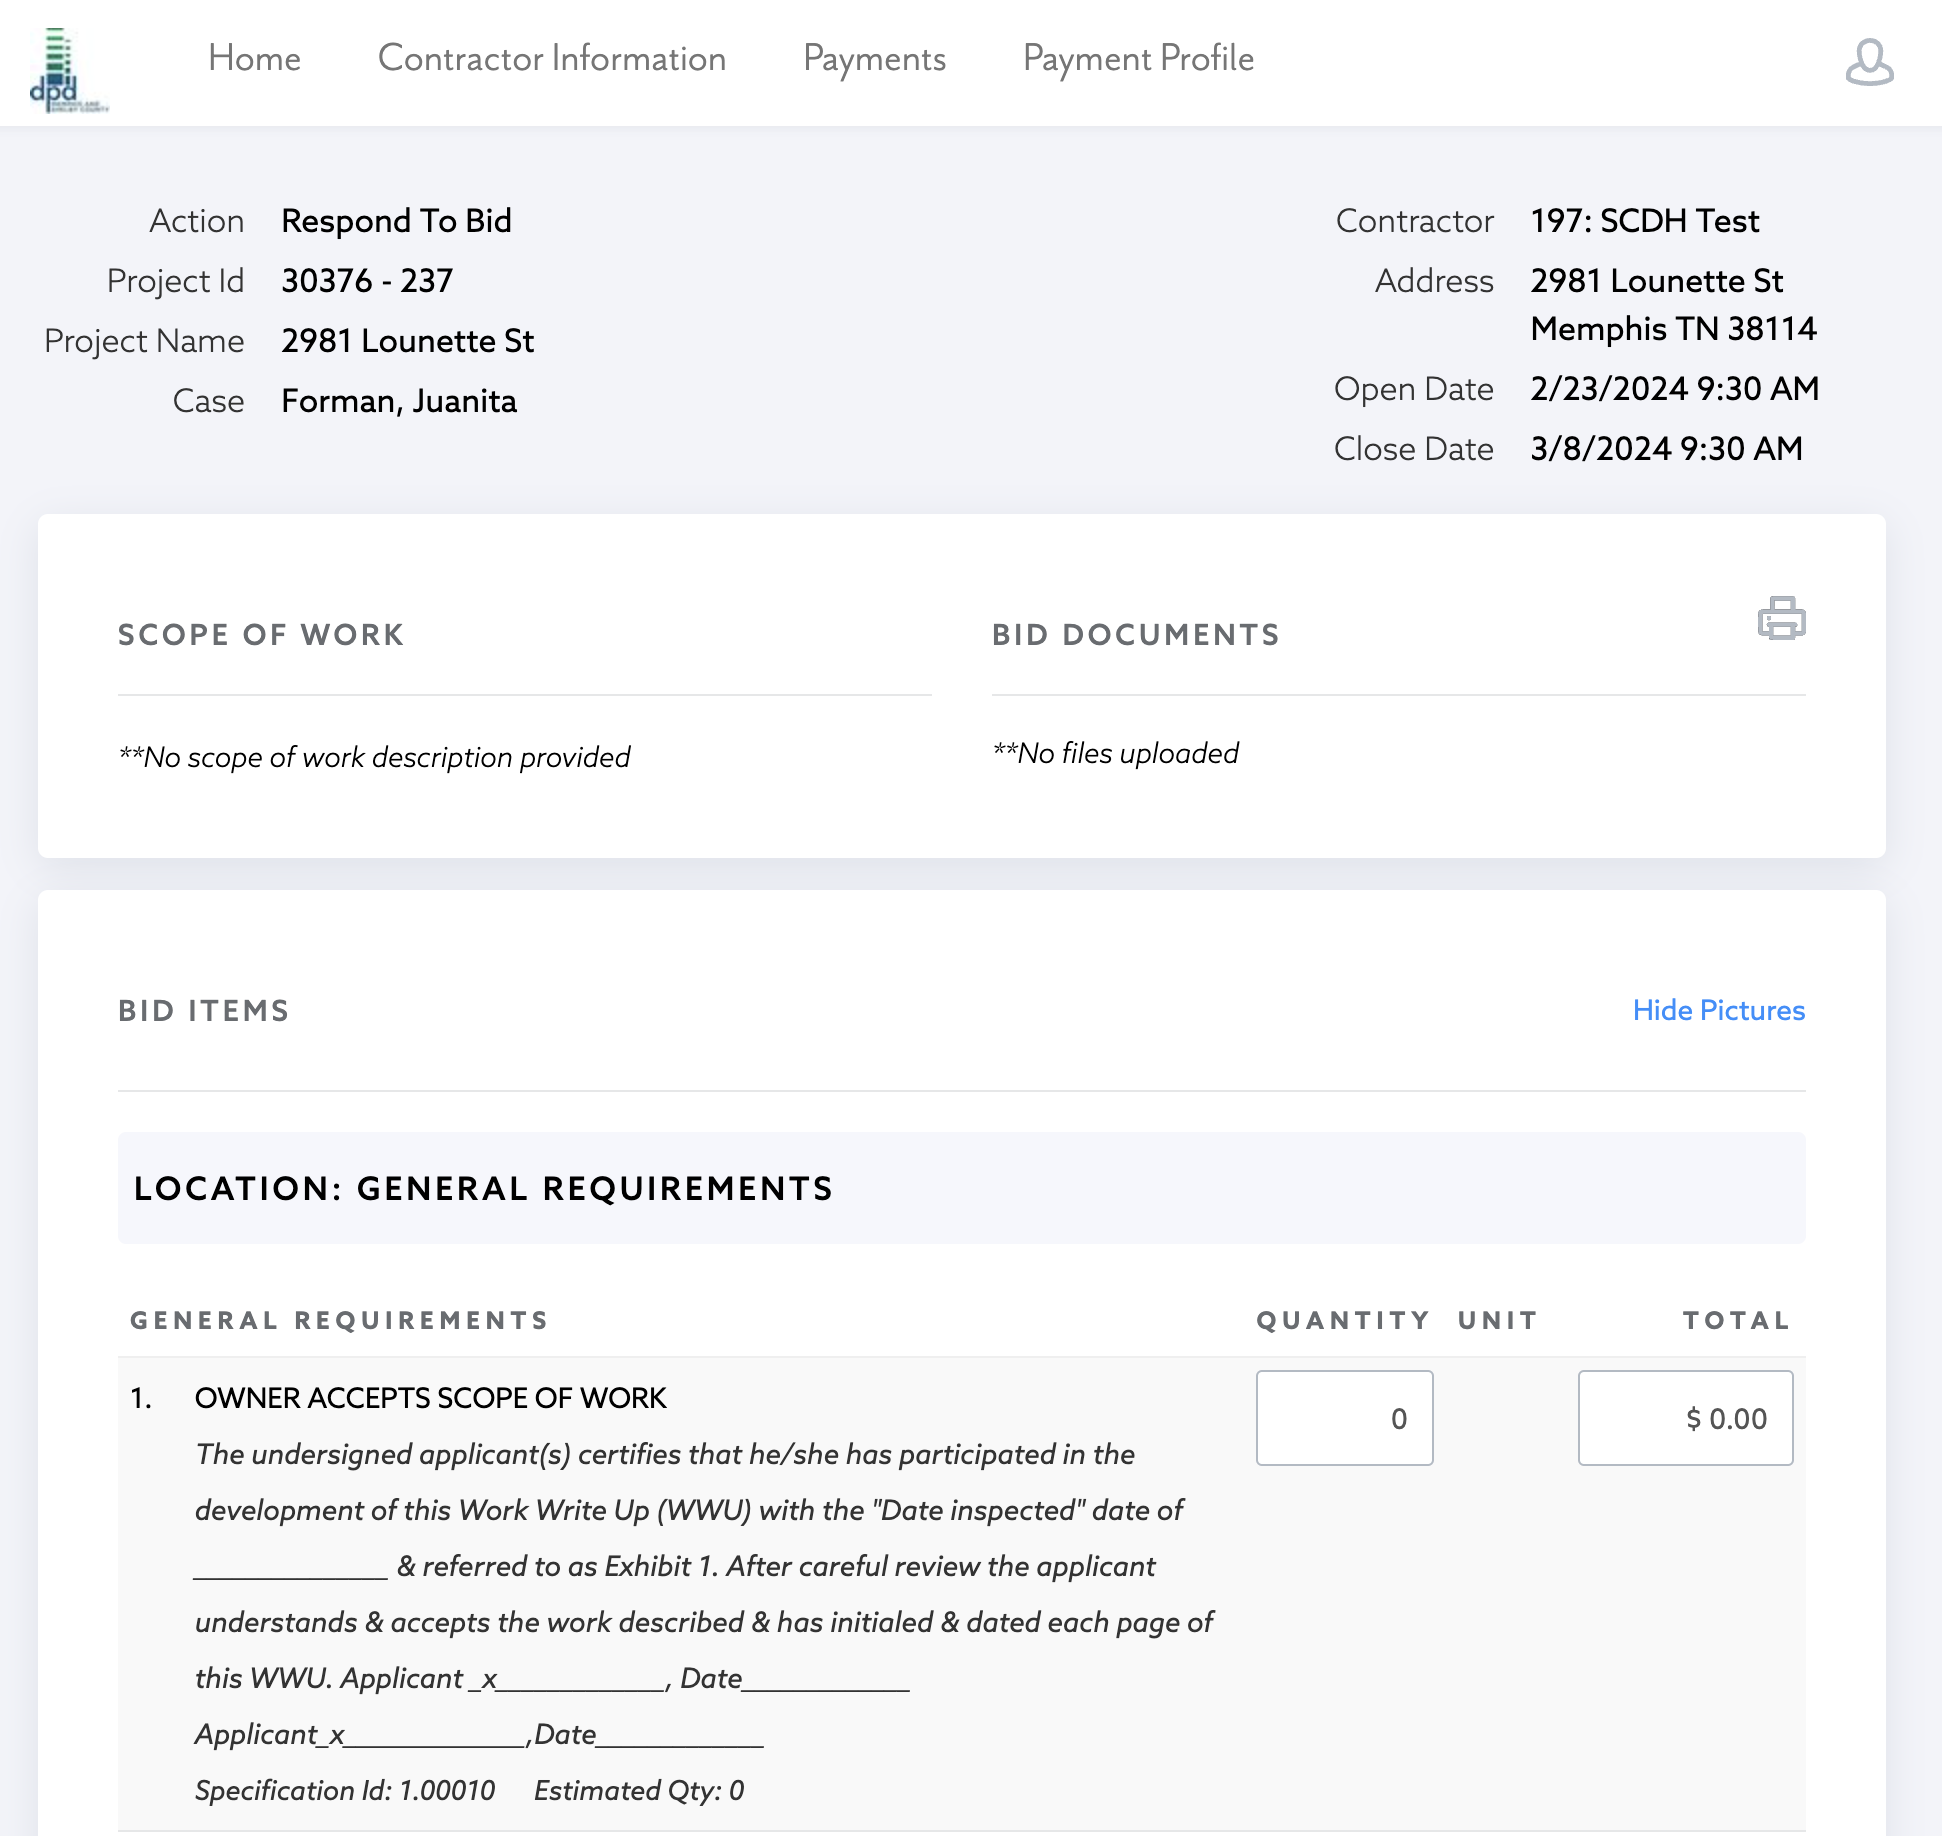 dpd
Home
Contractor Information
Payments
Payment Profile
Action Respond To Bid
Project Id 30376 - 237
Project Name 2981 Lounette St
Case Forman, Juanita
Contractor 197: SCDH Test
Address 2981 Lounette St
Memphis TN 38114
Open Date 2/23/2024 9:30 AM
Close Date 3/8/2024 9:30 AM
SCOPE OF WORK
**No scope of work description provided
BID DOCUMENTS
**No files uploaded
BID ITEMS
Hide Pictures
LOCATION: GENERAL REQUIREMENTS
GENERAL REQUIREMENTS QUANTITY UNIT TOTAL
1. OWNER ACCEPTS SCOPE OF WORK 0 $ 0.00
The undersigned applicant(s) certifies that he/she has participated in the
development of this Work Write Up (WWU) with the "Date inspected" date of
______________ & referred to as Exhibit 1. After careful review the applicant
understands & accepts the work described & has initialed & dated each page of
this WWU. Applicant _x____________, Date____________
Applicant_x_____________,Date____________
Specification Id: 1.00010 Estimated Qty: 0